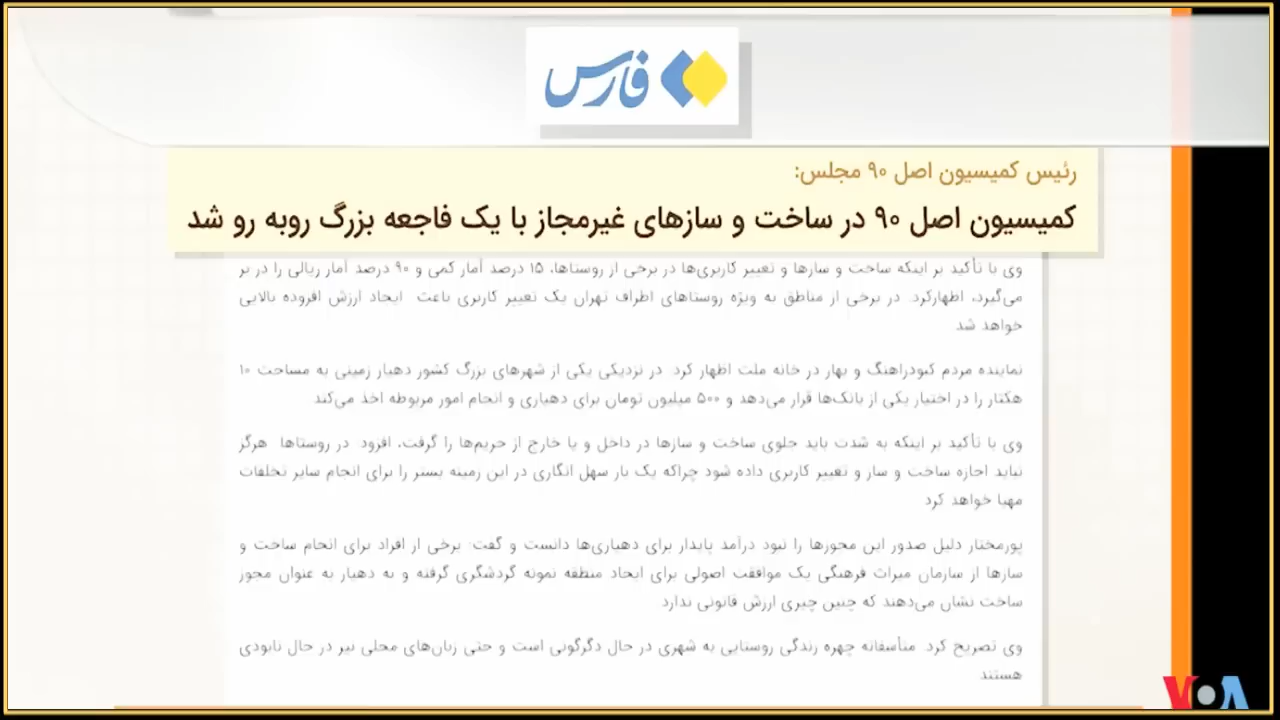 فارس
رئیس کمیسیون اصل ۹۰ مجلس:
کمیسیون اصل ۹۰ در ساخت و سازهای غیرمجاز با یک فاجعه بزرگ روبه رو شد
وی با تأکید بر اینکه ساخت و سازها و تغییر کاربری‌ها در برخی از روستاها، ۱۵ درصد آمار کمی و ۹۰ درصد آمار ریالی را در بر
می‌گیرد، اظهارکرد: در برخی از مناطق به ویژه روستاهای اطراف تهران یک تغییر کاربری باعث ایجاد ارزش افزوده بالایی
خواهد شد.
نماینده مردم کبودراهنگ و بهار در خانه ملت اظهار کرد: در نزدیکی یکی از شهرهای بزرگ کشور دهیار زمینی به مساحت ۱۰
هکتار را در اختیار یکی از بانک‌ها قرار می‌دهد و ۵۰۰ میلیون تومان برای دهیاری و انجام امور مربوطه اخذ می‌کند.
وی با تأکید بر اینکه به شدت باید جلوی ساخت و سازها در داخل و یا خارج از حریم‌ها را گرفت، افزود: در روستاها هرگز
نباید اجازه ساخت و ساز و تغییر کاربری داده شود چراکه یک بار سهل انگاری در این زمینه بستر را برای انجام سایر تخلفات
مهیا خواهد کرد.
پورمختار دلیل صدور این مجوزها را نبود درآمد پایدار برای دهیاری‌ها دانست و گفت: برخی از افراد برای انجام ساخت و
سازها از سازمان میراث فرهنگی یک موافقت اصولی برای ایجاد منطقه نمونه گردشگری گرفته و به دهیار به عنوان مجوز
ساخت نشان می‌دهند که چنین چیزی ارزش قانونی ندارد.
وی تصریح کرد: متأسفانه چهره زندگی روستایی به شهری در حال دگرگونی است و حتی زبان‌های محلی نیز در حال نابودی
هستند.
VOA